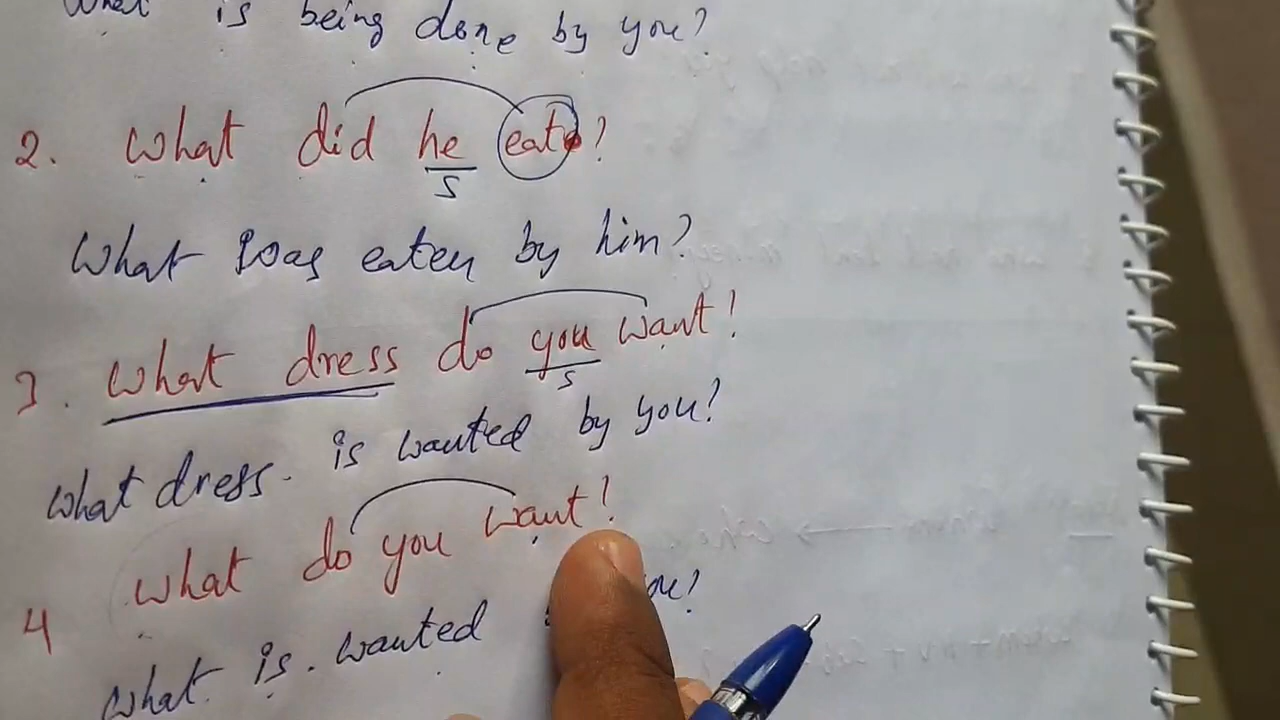 What is being done by you?
2. What did he eat ?
s
What was eaten by him?
3. What dress do you want!
s
What dress. is wanted by you?
4 What do you want!
What is. wanted